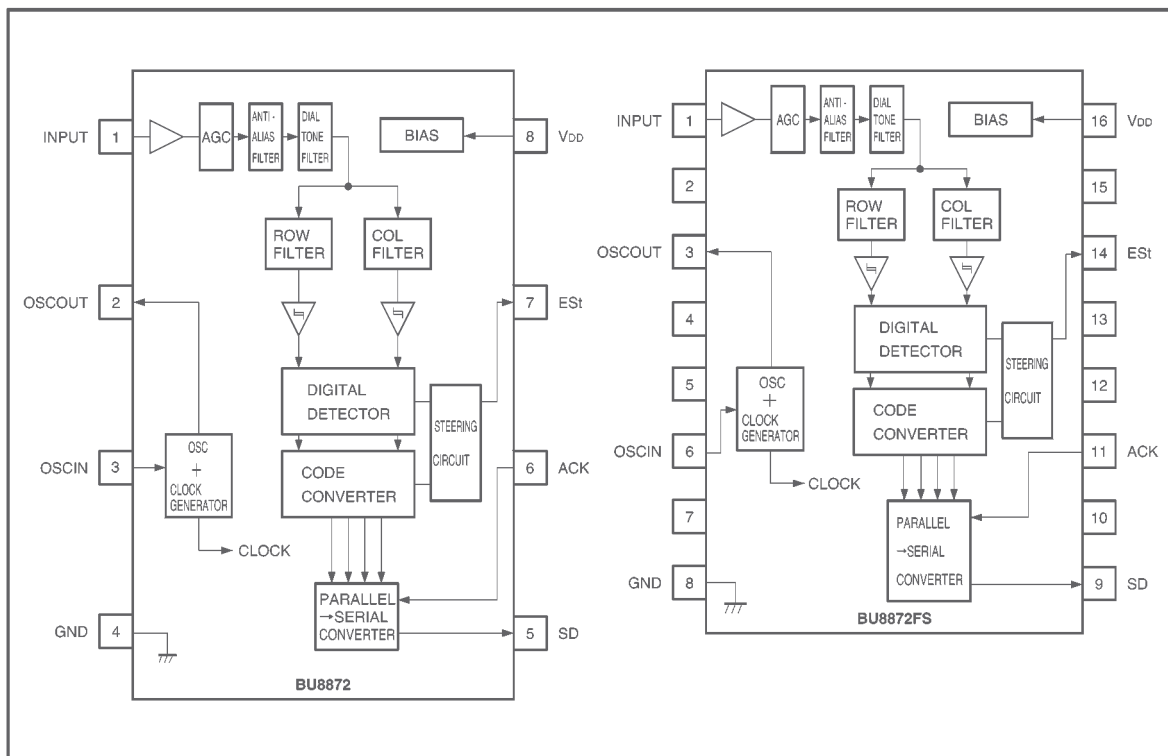 INPUT
1
AGC
ANTI-
ALIAS
FILTER
DIAL
TONE
FILTER
BIAS
8
VDD
ROW
FILTER
COL
FILTER
OSCOUT
2
7
ESt
DIGITAL
DETECTOR
STEERING
CIRCUIT
OSCIN
3
OSC
+
CLOCK
GENERATOR
CODE
CONVERTER
6
ACK
CLOCK
GND
4
PARALLEL
→SERIAL
CONVERTER
5
SD
BU8872
INPUT
1
AGC
ANTI-
ALIAS
FILTER
DIAL
TONE
FILTER
BIAS
16
VDD
2
15
ROW
FILTER
COL
FILTER
OSCOUT
3
14
ESt
4
13
DIGITAL
DETECTOR
STEERING
CIRCUIT
5
12
OSC
+
CLOCK
GENERATOR
CODE
CONVERTER
OSCIN
6
11
ACK
CLOCK
7
10
PARALLEL
→SERIAL
CONVERTER
GND
8
9
SD
BU8872FS